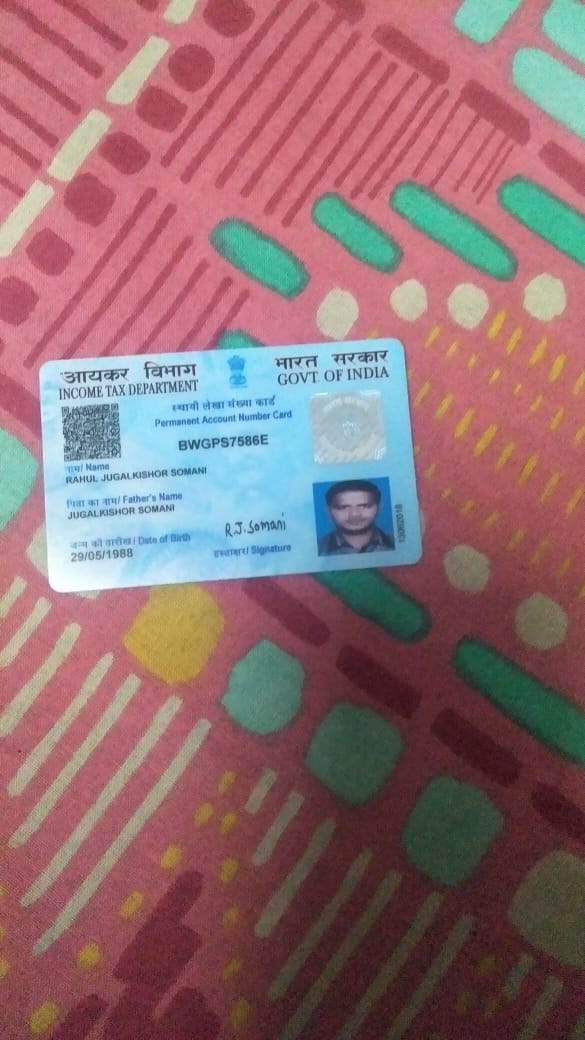 आयकर विभाग
INCOME TAX DEPARTMENT
भारत सरकार
GOVT. OF INDIA
स्थायी लेखा संख्या कार्ड
Permanent Account Number Card
BWGPS7586E
नाम/ Name
RAHUL JUGALKISHOR SOMANI
पिता का नाम/ Father's Name
JUGALKISHOR SOMANI
जन्म की तारीख / Date of Birth
29/05/1988
R.J.Somani
हस्ताक्षर/ Signature